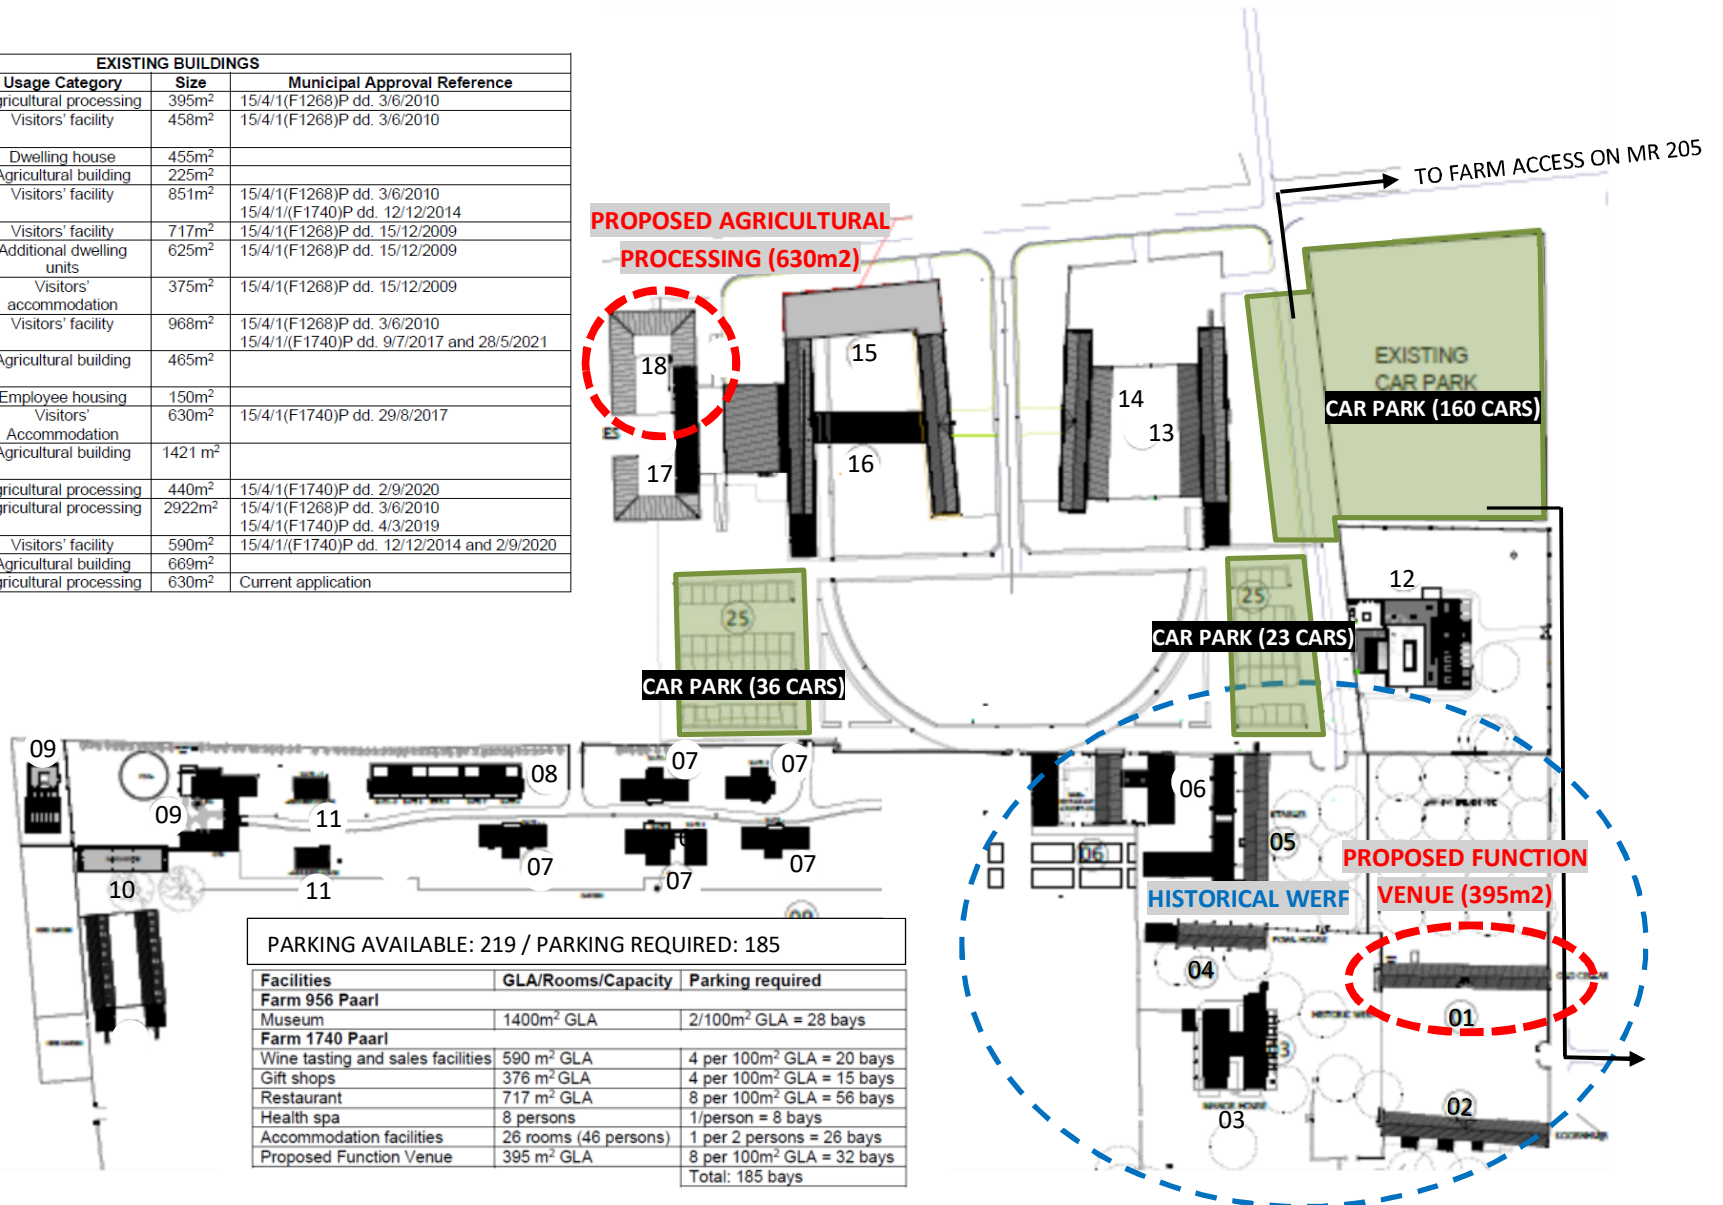 EXISTING BUILDINGS
Usage Category Size Municipal Approval Reference
gricultural processing 395m² 15/4/1(F1268)P dd. 3/6/2010
Visitors' facility 458m² 15/4/1(F1268)P dd. 3/6/2010
Dwelling house 455m²
Agricultural building 225m²
Visitors' facility 851m² 15/4/1(F1268)P dd. 3/6/2010
15/4/1/(F1740)P dd. 12/12/2014
Visitors' facility 717m² 15/4/1(F1268)P dd. 15/12/2009
Additional dwelling 625m² 15/4/1(F1268)P dd. 15/12/2009
units
Visitors' 375m² 15/4/1(F1268)P dd. 15/12/2009
accommodation
Visitors' facility 968m² 15/4/1(F1268)P dd. 3/6/2010
15/4/1(F1740)P dd. 9/7/2017 and 28/5/2021
Agricultural building 465m²
Employee housing 150m²
Visitors' 630m² 15/4/1(F1740)P dd. 29/8/2017
Accommodation
Agricultural building 1421 m²
gricultural processing 440m² 15/4/1(F1740)P dd. 2/9/2020
gricultural processing 2922m² 15/4/1(F1268)P dd. 3/6/2010
15/4/1(F1740)P dd. 4/3/2019
Visitors' facility 590m² 15/4/1/(F1740)P dd. 12/12/2014 and 2/9/2020
Agricultural building 669m²
gricultural processing 630m² Current application
TO FARM ACCESS ON MR 205
PROPOSED AGRICULTURAL
PROCESSING (630m2)
18
15
EXISTING
CAR PARK
CAR PARK (160 CARS)
14
13
ES
17
16
12
25
25
CAR PARK (23 CARS)
CAR PARK (36 CARS)
09
07
07
08
06
09
11
05
06
07
07
07
10
11
PROPOSED FUNCTION
VENUE (395m2)
HISTORICAL WERF
09
04
HISTORIC WERF
OLD CELLAR
01
3
MANOR HOUSE
03
02
PARKING AVAILABLE: 219 / PARKING REQUIRED: 185
Facilities GLA/Rooms/Capacity Parking required
Farm 956 Paarl
Museum 1400m² GLA 2/100m² GLA = 28 bays
Farm 1740 Paarl
Wine tasting and sales facilities 590 m² GLA 4 per 100m² GLA = 20 bays
Gift shops 376 m² GLA 4 per 100m² GLA = 15 bays
Restaurant 717 m² GLA 8 per 100m² GLA = 56 bays
Health spa 8 persons 1/person = 8 bays
Accommodation facilities 26 rooms (46 persons) 1 per 2 persons = 26 bays
Proposed Function Venue 395 m² GLA 8 per 100m² GLA = 32 bays
Total: 185 bays